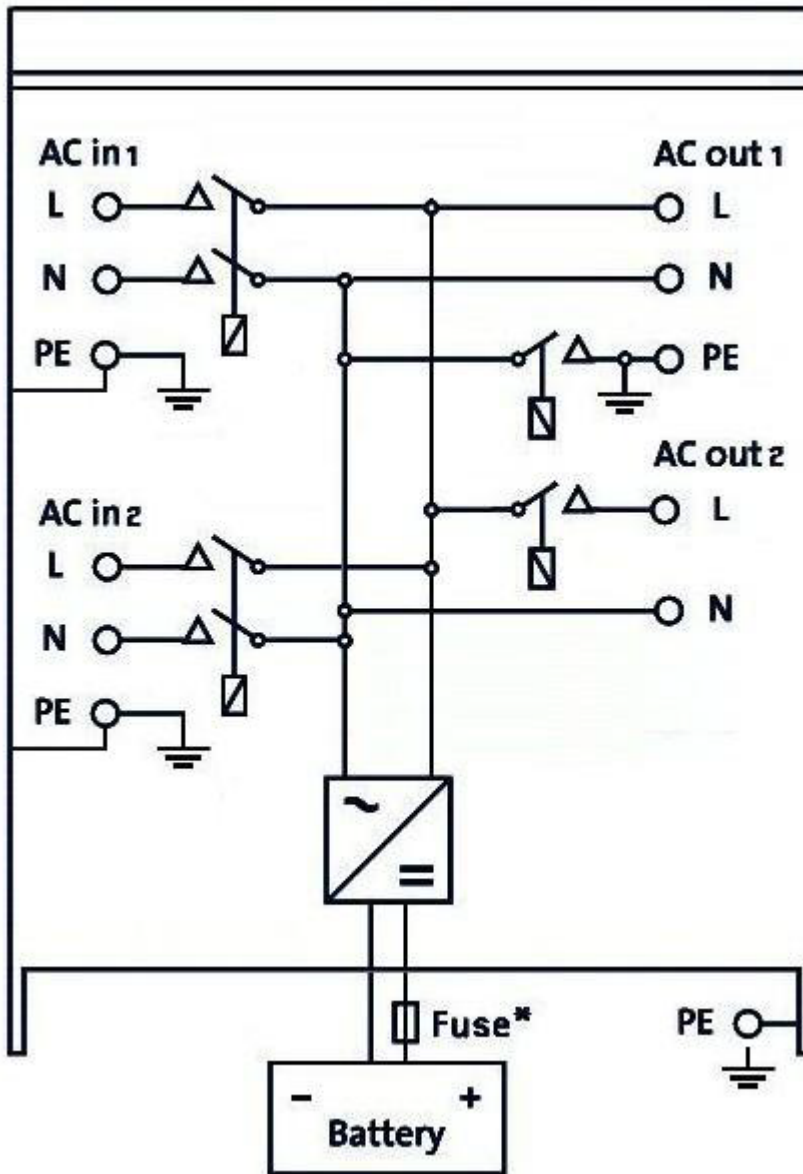 AC in 1
L
N
PE
AC out 1
L
N
PE
AC out 2
L
N
AC in 2
L
N
PE
Fuse*
PE
- +
Battery